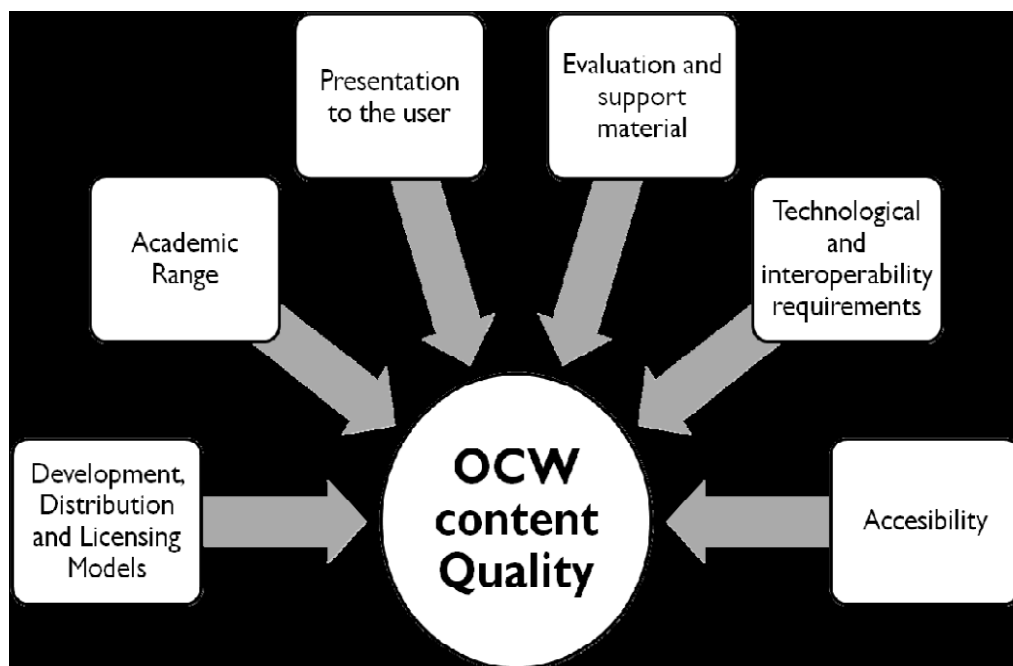 Presentation
to the user
Evaluation and
support
material
Academic
Range
Technological
and
interoperability
requirements
Development,
Distribution
and Licensing
Models
OCW
content
Quality
Accesibility